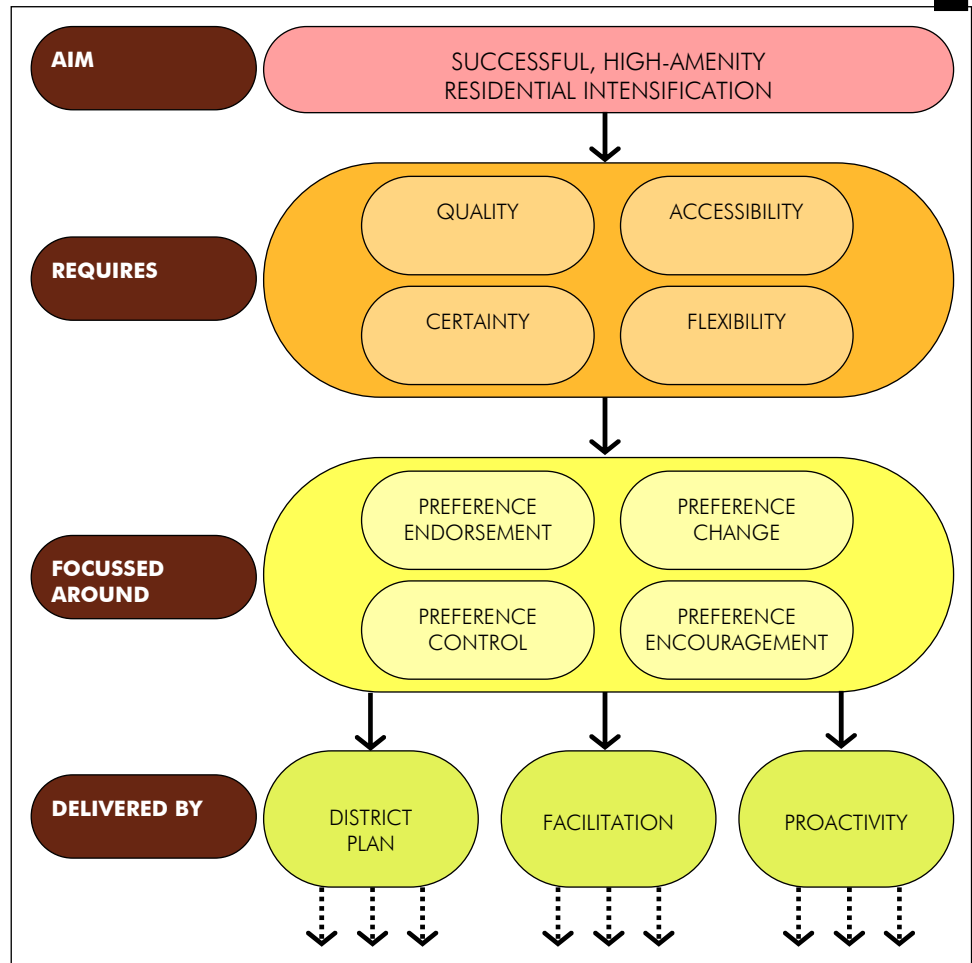 AIM
SUCCESSFUL, HIGH-AMENITY
RESIDENTIAL INTENSIFICATION
REQUIRES
QUALITY
ACCESSIBILITY
CERTAINTY
FLEXIBILITY
FOCUSSED
AROUND
PREFERENCE
ENDORSEMENT
PREFERENCE
CHANGE
PREFERENCE
CONTROL
PREFERENCE
ENCOURAGEMENT
DELIVERED BY
DISTRICT
PLAN
FACILITATION
PROACTIVITY